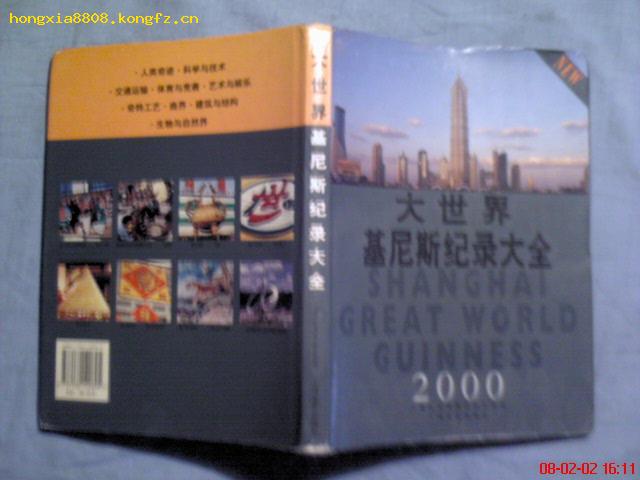 hongxia8808.kongfz.cn
·人类奇迹·科学与技术
·交通运输·体育与竞赛·艺术与娱乐
·奇特工艺·商界·建筑与结构
·生物与自然界
大世界基尼斯纪录大全
NEW
大世界
基尼斯纪录大全
SHANGHAI
GREAT WORLD
GUINNESS
2000
08-02-02 16:11